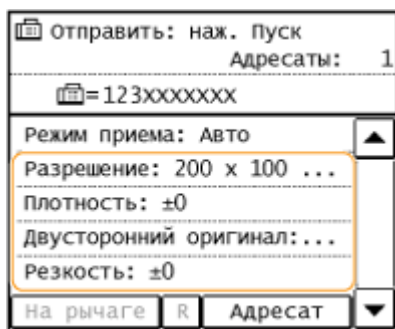 Отправить: наж. Пуск
Адресаты: 1
=123xxxxxxx
Режим приема: Авто
Разрешение: 200 x 100 ...
Плотность: ±0
Двусторонний оригинал:...
Резкость: ±0
На рычаге R Адресат